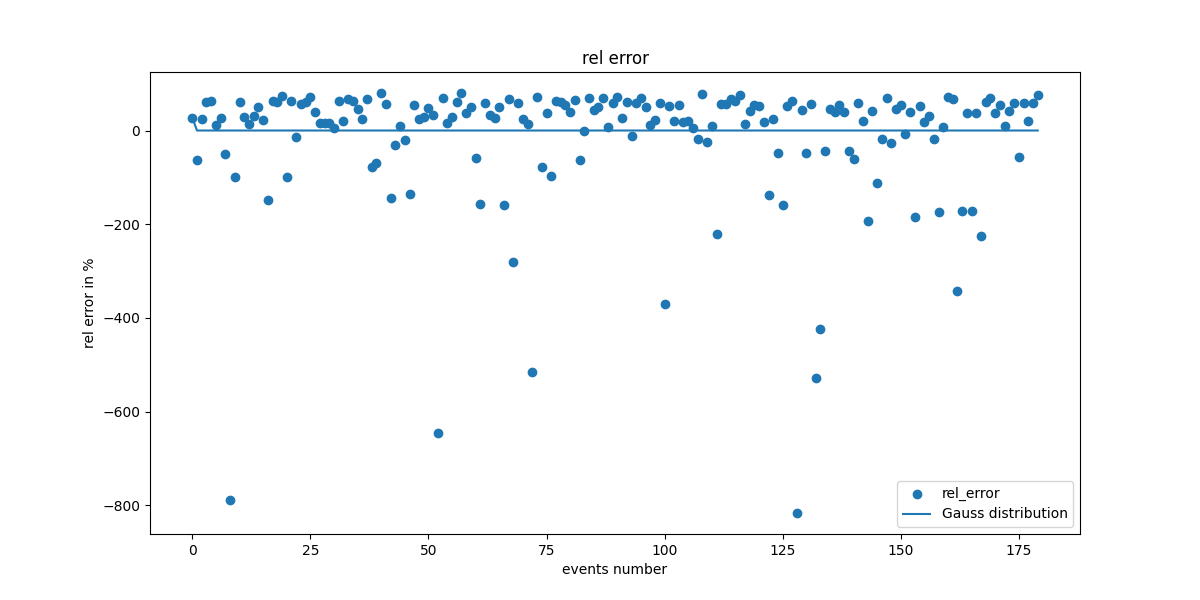 rel error
rel error in %
0
−200
−400
−600
−800
0
25
50
75
100
125
150
175
events number
rel_error
Gauss distribution